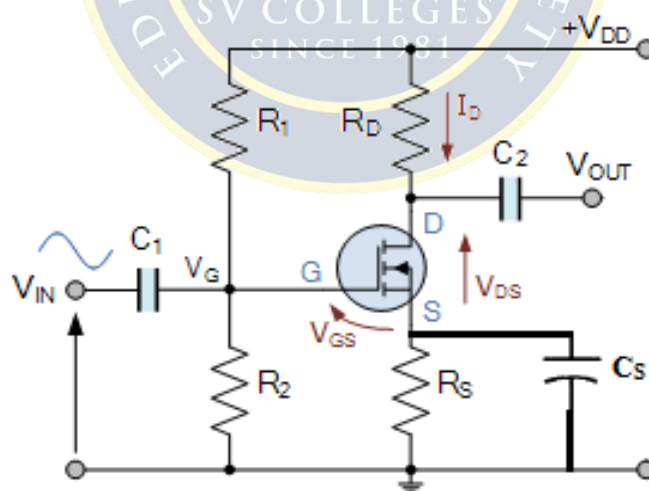 SV COLLEGES
SINCE 1981
+VDD
R1
RD
ID
C2
VOUT
C1
D
VIN
VG
G
VDS
VGS
S
R2
RS
CS